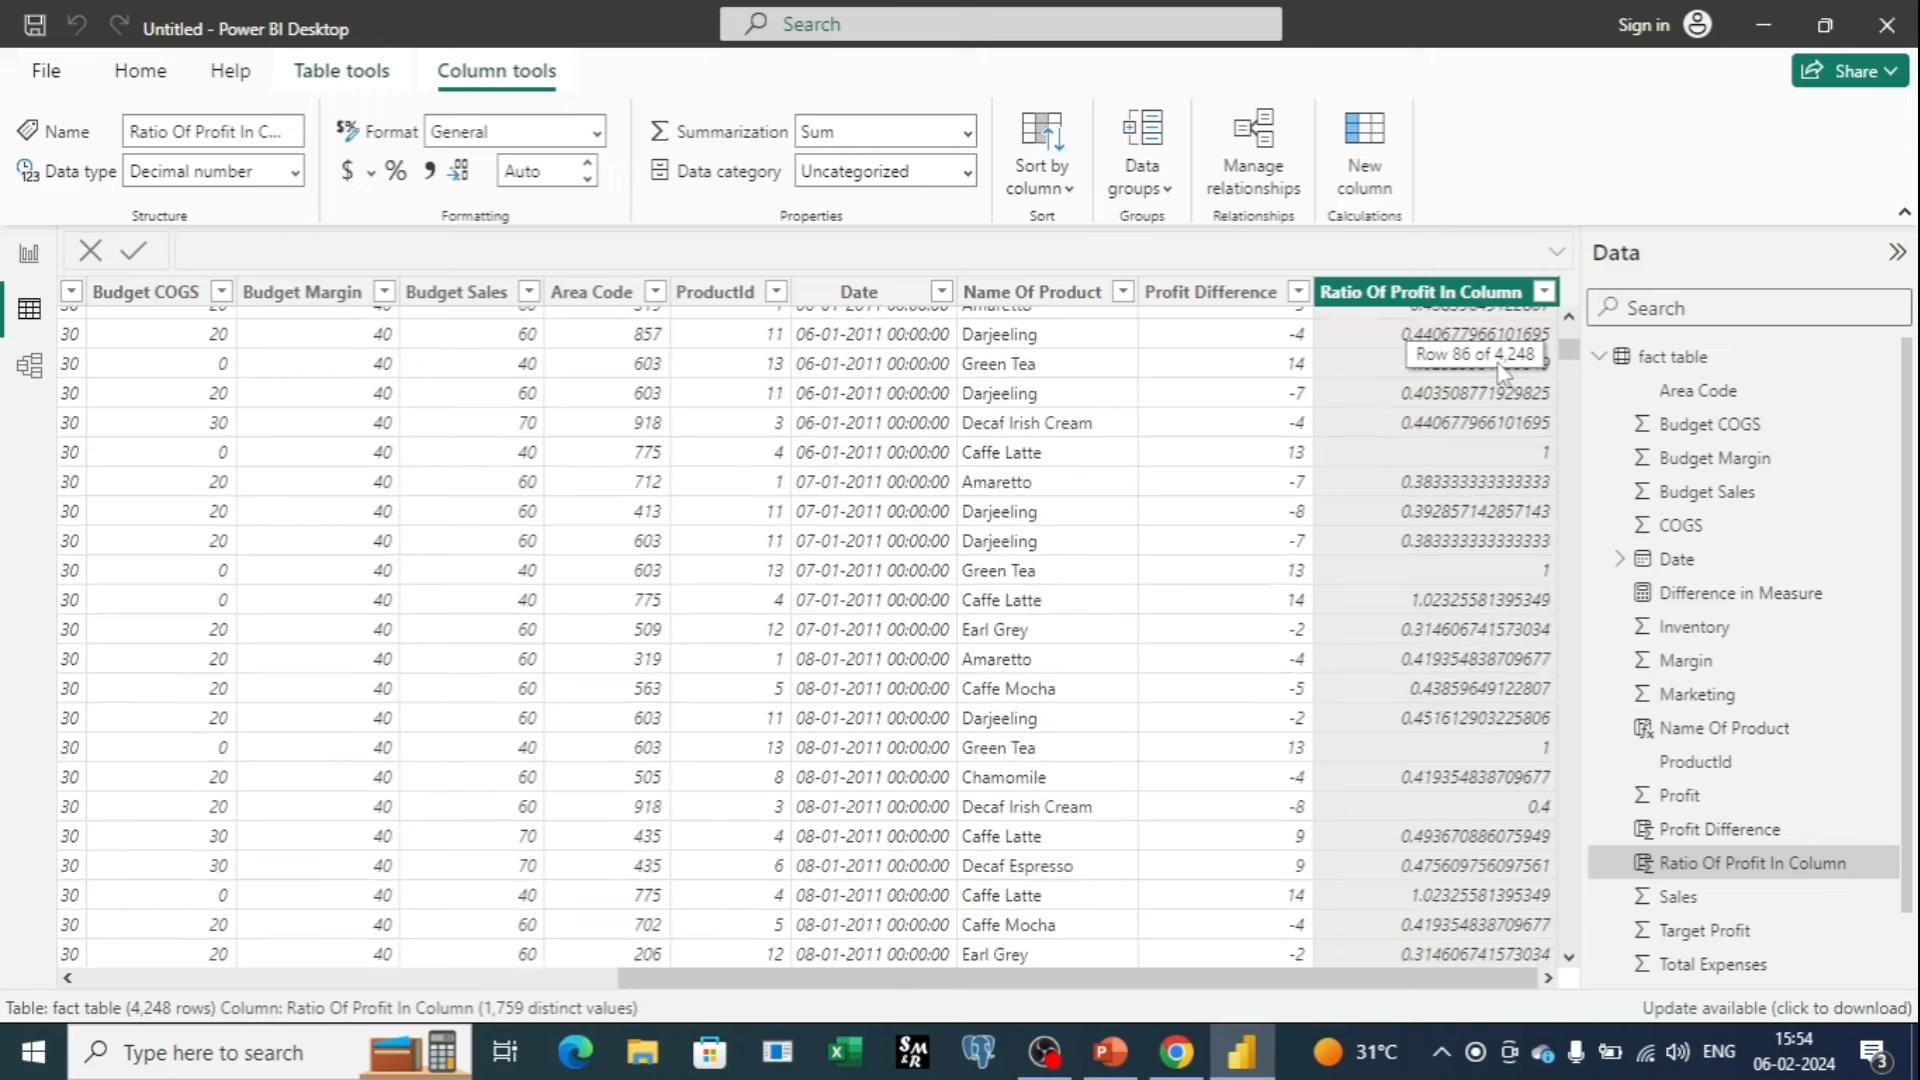 Untitled - Power BI Desktop
Search
Sign in
File Home Help Table tools Column tools
Share
Name Ratio Of Profit In C...
Format General
Summarization Sum
Data type Decimal number
$ % Auto
Data category Uncategorized
Sort by column
Data groups
Manage relationships
New column
Structure Formatting Properties Sort Groups Relationships Calculations
Budget COGS Budget Margin Budget Sales Area Code ProductId Date Name Of Product Profit Difference Ratio Of Profit In Column
30 20 40 60 857 11 06-01-2011 00:00:00 Darjeeling -4 0.440677966101695
Row 86 of 4,248
30 0 40 40 603 13 06-01-2011 00:00:00 Green Tea 14
30 20 40 60 603 11 06-01-2011 00:00:00 Darjeeling -7 0.403508771929825
30 30 40 70 918 3 06-01-2011 00:00:00 Decaf Irish Cream -4 0.440677966101695
30 0 40 40 775 4 06-01-2011 00:00:00 Caffe Latte 13 1
30 20 40 60 712 1 07-01-2011 00:00:00 Amaretto -7 0.383333333333333
30 20 40 60 413 11 07-01-2011 00:00:00 Darjeeling -8 0.392857142857143
30 20 40 60 603 11 07-01-2011 00:00:00 Darjeeling -7 0.383333333333333
30 0 40 40 603 13 07-01-2011 00:00:00 Green Tea 13 1
30 0 40 40 775 4 07-01-2011 00:00:00 Caffe Latte 14 1.02325581395349
30 20 40 60 509 12 07-01-2011 00:00:00 Earl Grey -2 0.314606741573034
30 20 40 60 319 1 08-01-2011 00:00:00 Amaretto -4 0.419354838709677
30 20 40 60 563 5 08-01-2011 00:00:00 Caffe Mocha -5 0.43859649122807
30 20 40 60 603 11 08-01-2011 00:00:00 Darjeeling -2 0.451612903225806
30 0 40 40 603 13 08-01-2011 00:00:00 Green Tea 13 1
30 20 40 60 505 8 08-01-2011 00:00:00 Chamomile -4 0.419354838709677
30 20 40 60 918 3 08-01-2011 00:00:00 Decaf Irish Cream -8 0.4
30 30 40 70 435 4 08-01-2011 00:00:00 Caffe Latte 9 0.493670886075949
30 30 40 70 435 6 08-01-2011 00:00:00 Decaf Espresso 9 0.475609756097561
30 0 40 40 775 4 08-01-2011 00:00:00 Caffe Latte 14 1.02325581395349
30 20 40 60 702 5 08-01-2011 00:00:00 Caffe Mocha -4 0.419354838709677
30 20 40 60 206 12 08-01-2011 00:00:00 Earl Grey -2 0.314606741573034
Data
Search
fact table
Area Code
Budget COGS
Budget Margin
Budget Sales
COGS
Date
Difference in Measure
Inventory
Margin
Marketing
Name Of Product
ProductId
Profit
Profit Difference
Ratio Of Profit In Column
Sales
Target Profit
Total Expenses
Table: fact table (4,248 rows) Column: Ratio Of Profit In Column (1,759 distinct values)
Update available (click to download)
Type here to search
SM
&R
31°C
ENG
15:54
06-02-2024
3